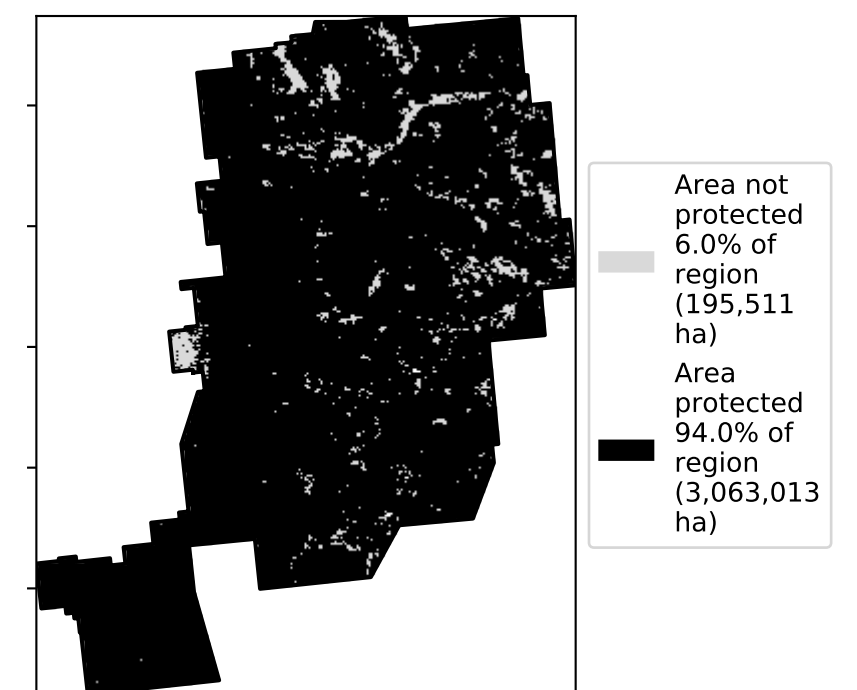 Area not
protected
6.0% of
region
(195,511
ha)
Area
protected
94.0% of
region
(3,063,013
ha)